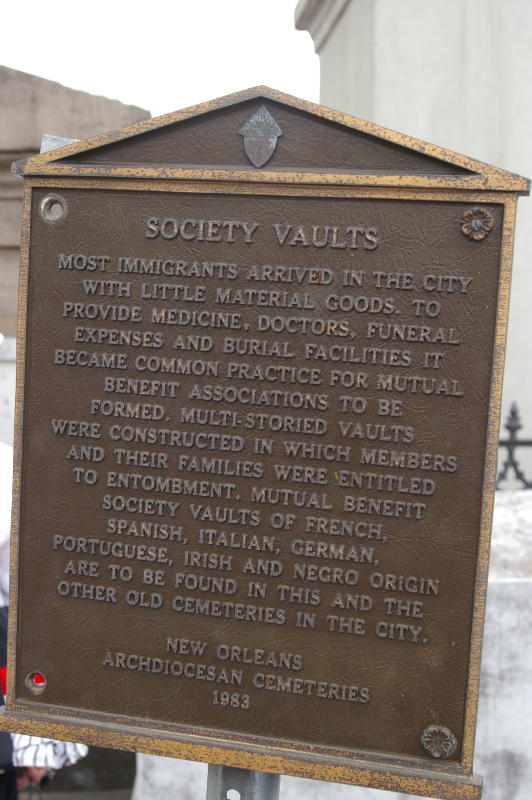 SOCIETY VAULTS
MOST IMMIGRANTS ARRIVED IN THE CITY
WITH LITTLE MATERIAL GOODS. TO
PROVIDE MEDICINE, DOCTORS, FUNERAL
EXPENSES AND BURIAL FACILITIES IT
BECAME COMMON PRACTICE FOR MUTUAL
BENEFIT ASSOCIATIONS TO BE
FORMED. MULTI-STORIED VAULTS
WERE CONSTRUCTED IN WHICH MEMBERS
AND THEIR FAMILIES WERE ENTITLED
TO ENTOMBMENT. MUTUAL BENEFIT
SOCIETY VAULTS OF FRENCH,
SPANISH, ITALIAN, GERMAN,
PORTUGUESE, IRISH AND NEGRO ORIGIN
ARE TO BE FOUND IN THIS AND THE
OTHER OLD CEMETERIES IN THE CITY.
NEW ORLEANS
ARCHDIOCESAN CEMETERIES
1983